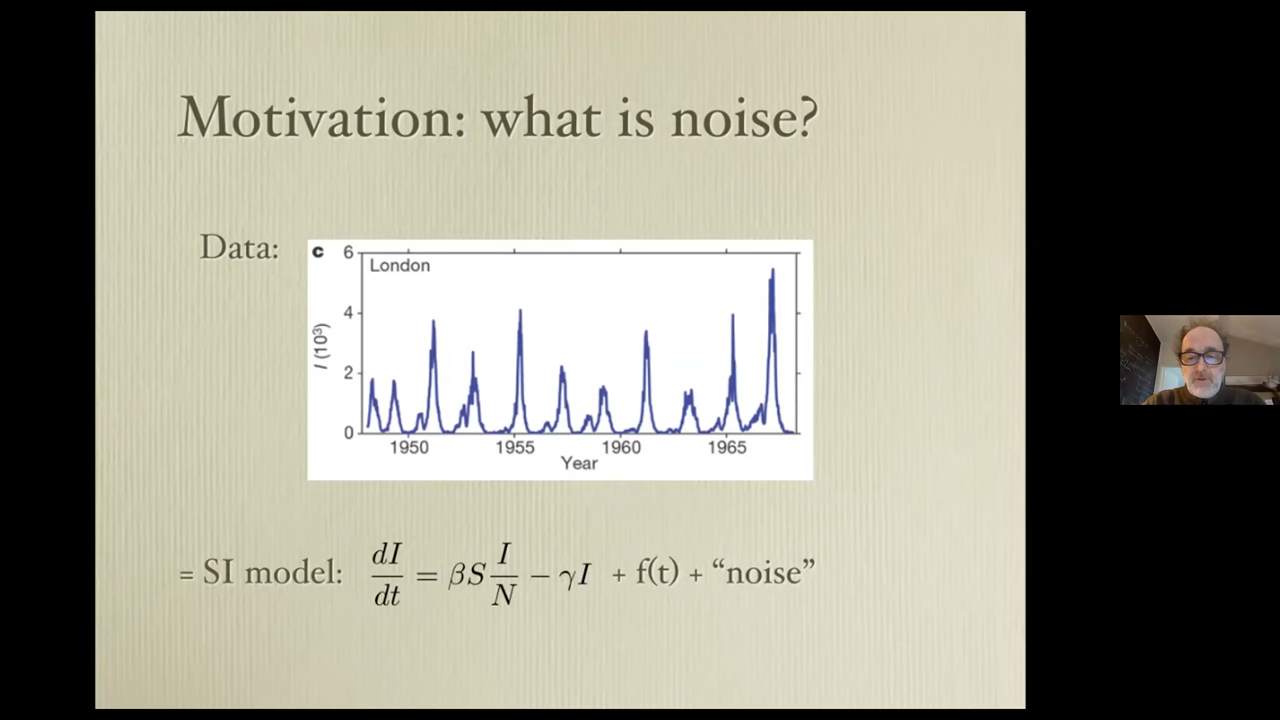 Motivation: what is noise?
Data:
c
London
I (10³)
6
4
2
0
1950 1955 1960 1965
Year
= SI model: dI/dt = βS I/N − γI + f(t) + “noise”